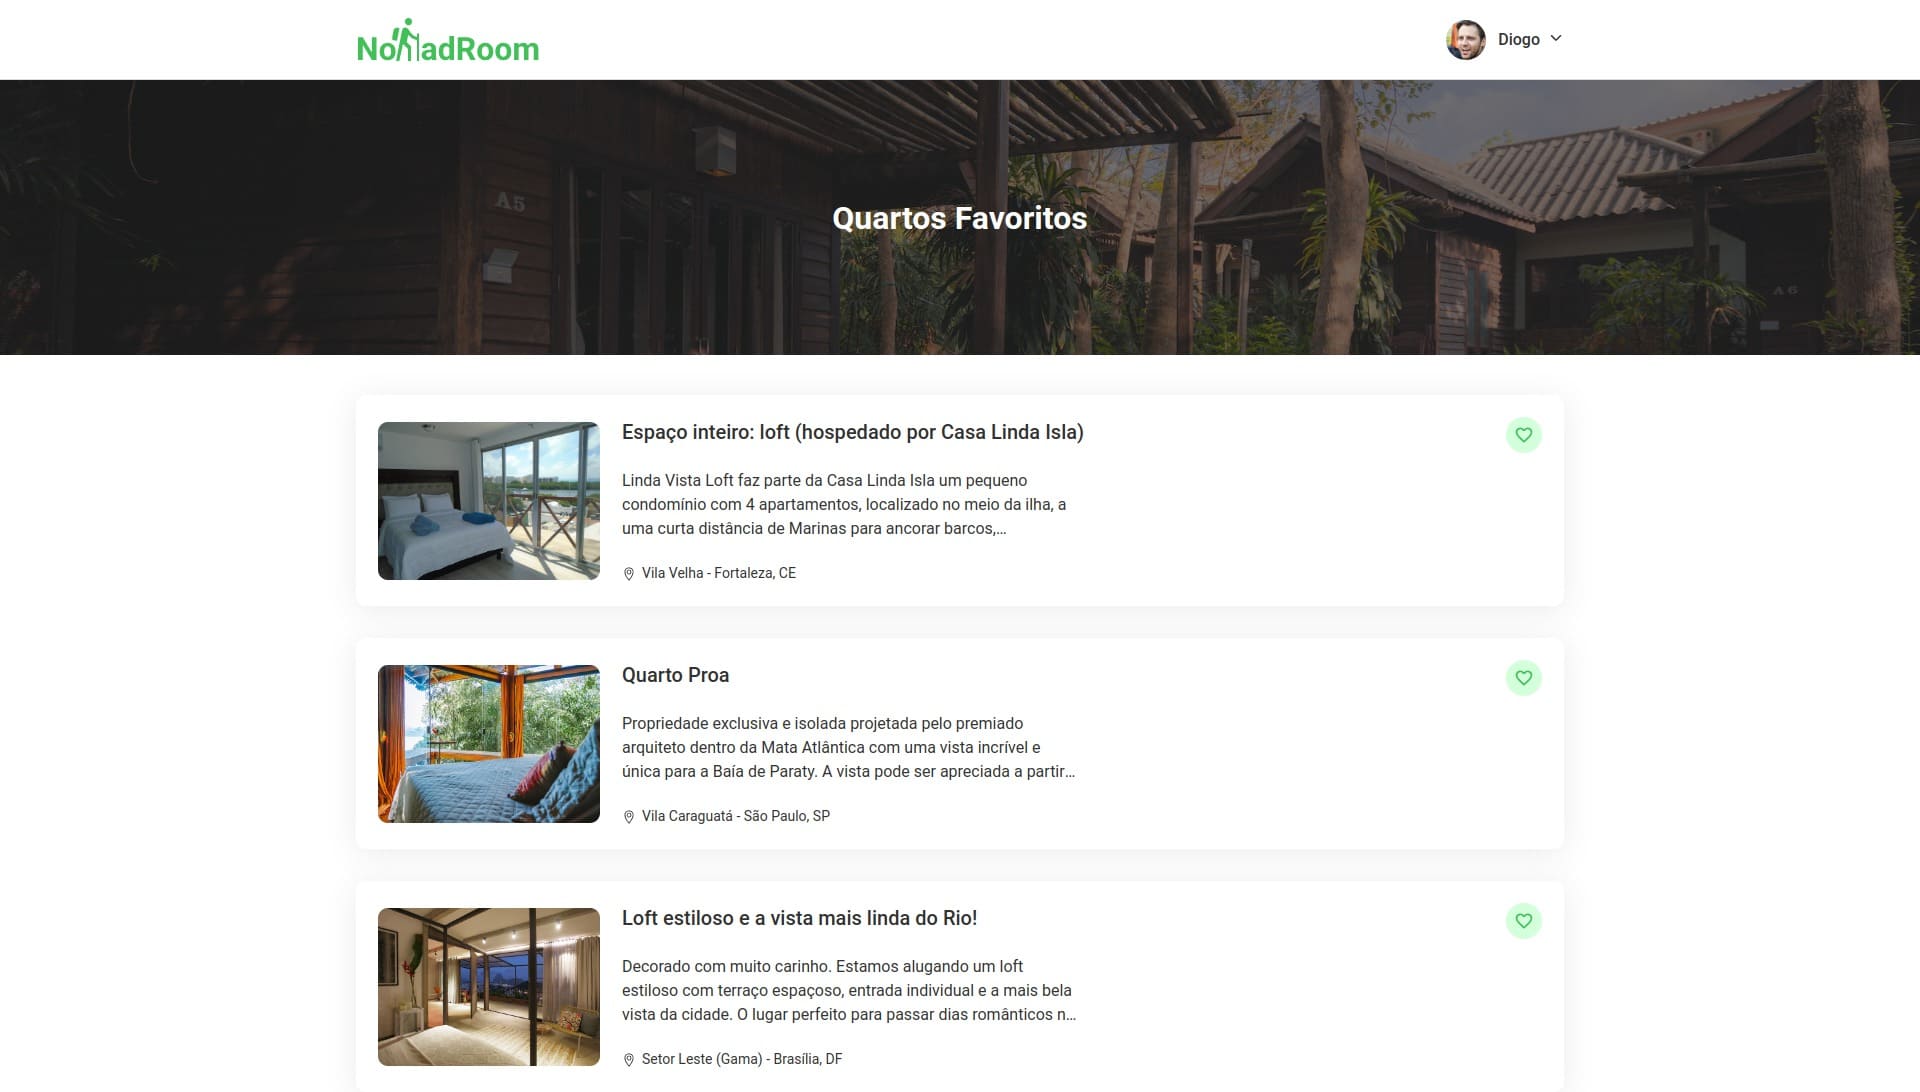 NomadRoom
Diogo
A5
Quartos Favoritos
A6
Espaço inteiro: loft (hospedado por Casa Linda Isla)
Linda Vista Loft faz parte da Casa Linda Isla um pequeno
condomínio com 4 apartamentos, localizado no meio da ilha, a
uma curta distância de Marinas para ancorar barcos,...
Vila Velha - Fortaleza, CE
Quarto Proa
Propriedade exclusiva e isolada projetada pelo premiado
arquiteto dentro da Mata Atlântica com uma vista incrível e
única para a Baía de Paraty. A vista pode ser apreciada a partir...
Vila Caraguatá - São Paulo, SP
Loft estiloso e a vista mais linda do Rio!
Decorado com muito carinho. Estamos alugando um loft
estiloso com terraço espaçoso, entrada individual e a mais bela
vista da cidade. O lugar perfeito para passar dias românticos n...
Setor Leste (Gama) - Brasília, DF